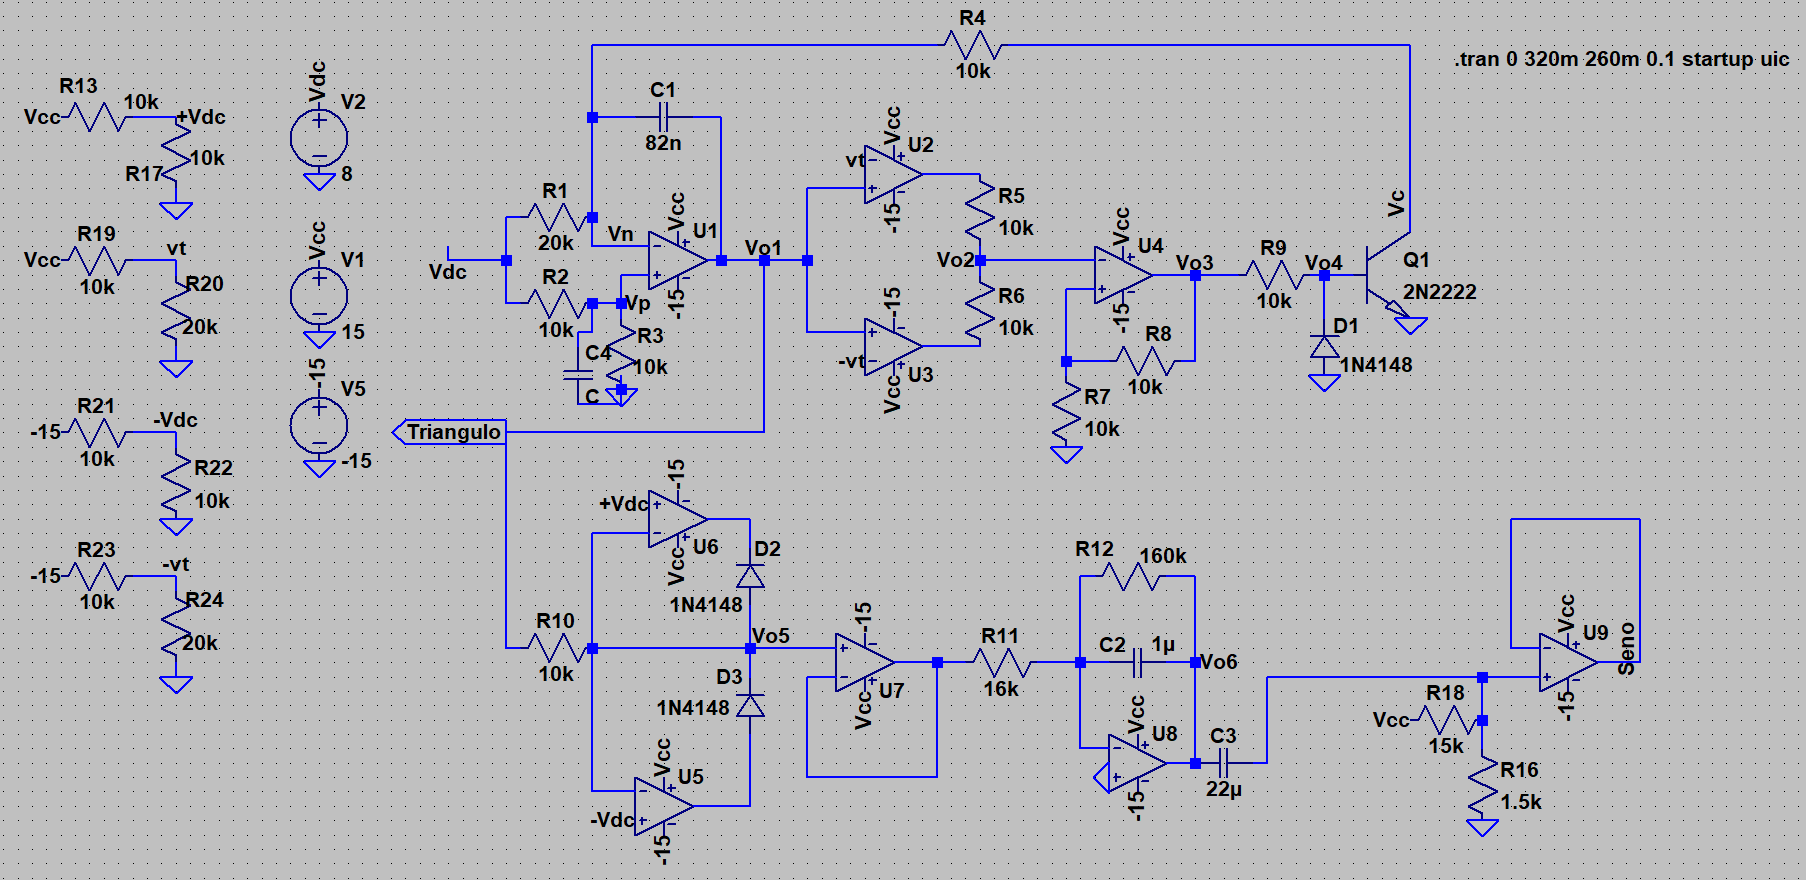 R4
10k
.tran 0 320m 260m 0.1 startup uic
R13
10k
Vcc
+Vdc
10k
R17
Vdc
V2
8
C1
82n
Vcc
U2
vt
-15
R5
10k
R1
20k
Vn
Vcc
U1
Vo1
-15
Vdc
R2
10k
Vp
R3
10k
C4
C
R19
vt
Vcc
10k
R20
20k
Vcc
V1
15
-15
V5
-15
Vo2
R6
10k
-15
-vt
U3
Vcc
Vcc
U4
Vo3
-15
R8
10k
R7
10k
R9
10k
Vo4
Vc
Q1
2N2222
D1
1N4148
R21
-Vdc
-15
10k
R22
10k
Triangulo
R23
-vt
-15
10k
R24
20k
-15
+Vdc
U6
Vcc
D2
1N4148
R10
10k
Vo5
D3
1N4148
Vcc
U5
-Vdc
-15
-15
U7
Vcc
R11
16k
R12
160k
C2
1µ
Vo6
Vcc
U8
-15
C3
22µ
Vcc
U9
Seno
-15
R18
Vcc
15k
R16
1.5k